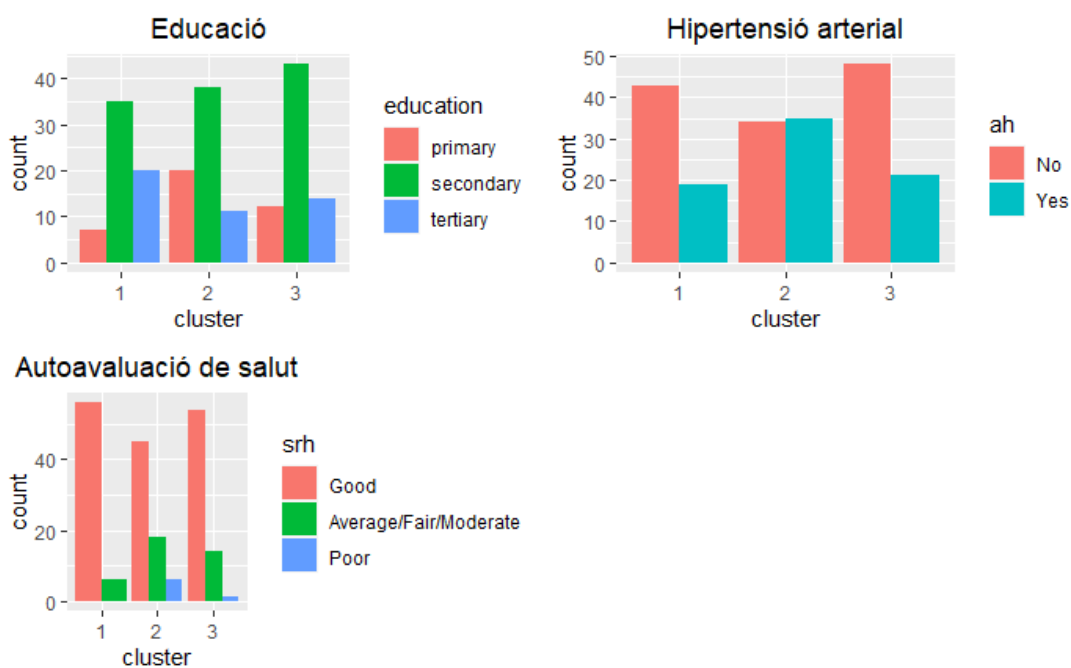 Educació
count
40
30
20
10
0
1 2 3
cluster
education
primary
secondary
tertiary
Hipertensió arterial
count
50
40
30
20
10
0
1 2 3
cluster
ah
No
Yes
Autoavaluació de salut
count
40
20
0
1 2 3
cluster
srh
Good
Average/Fair/Moderate
Poor